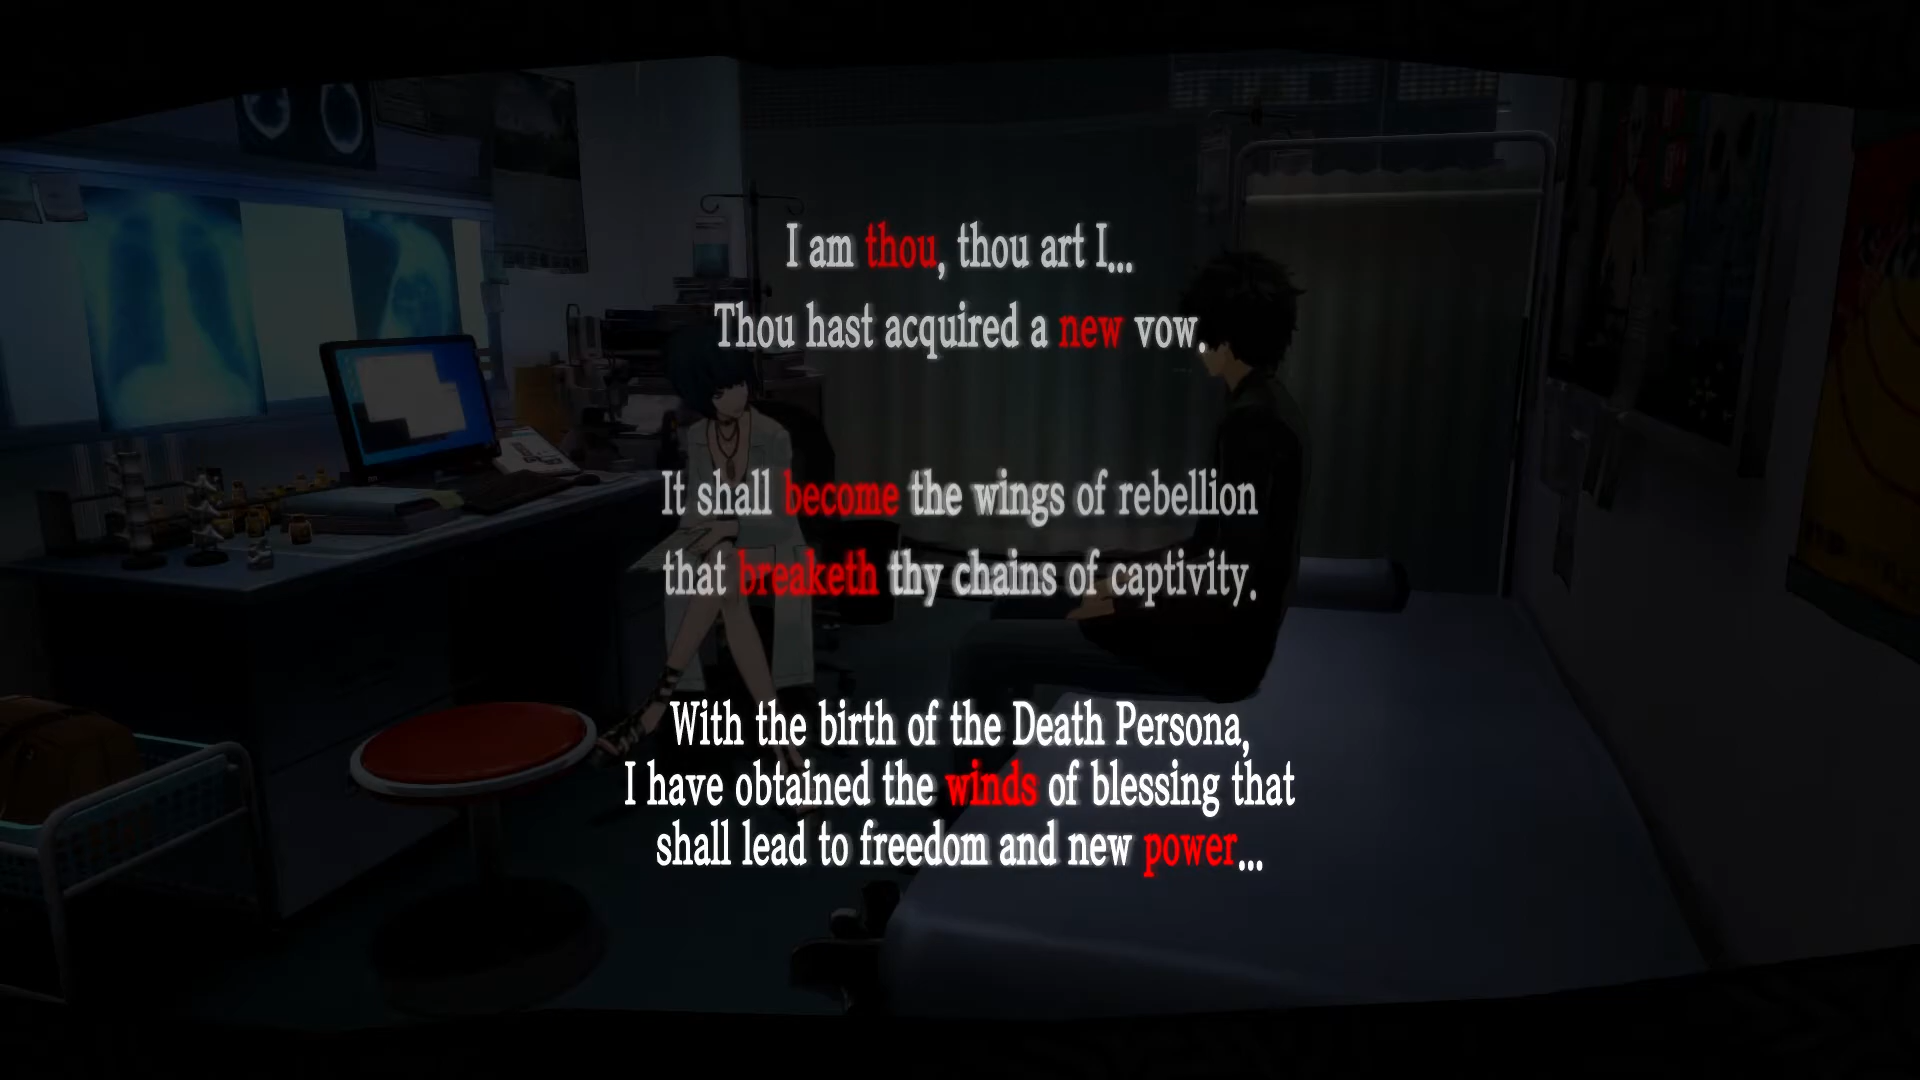 I am thou, thou art I...
Thou hast acquired a new vow.
It shall become the wings of rebellion
that breaketh thy chains of captivity.
With the birth of the Death Persona,
I have obtained the winds of blessing that
shall lead to freedom and new power...